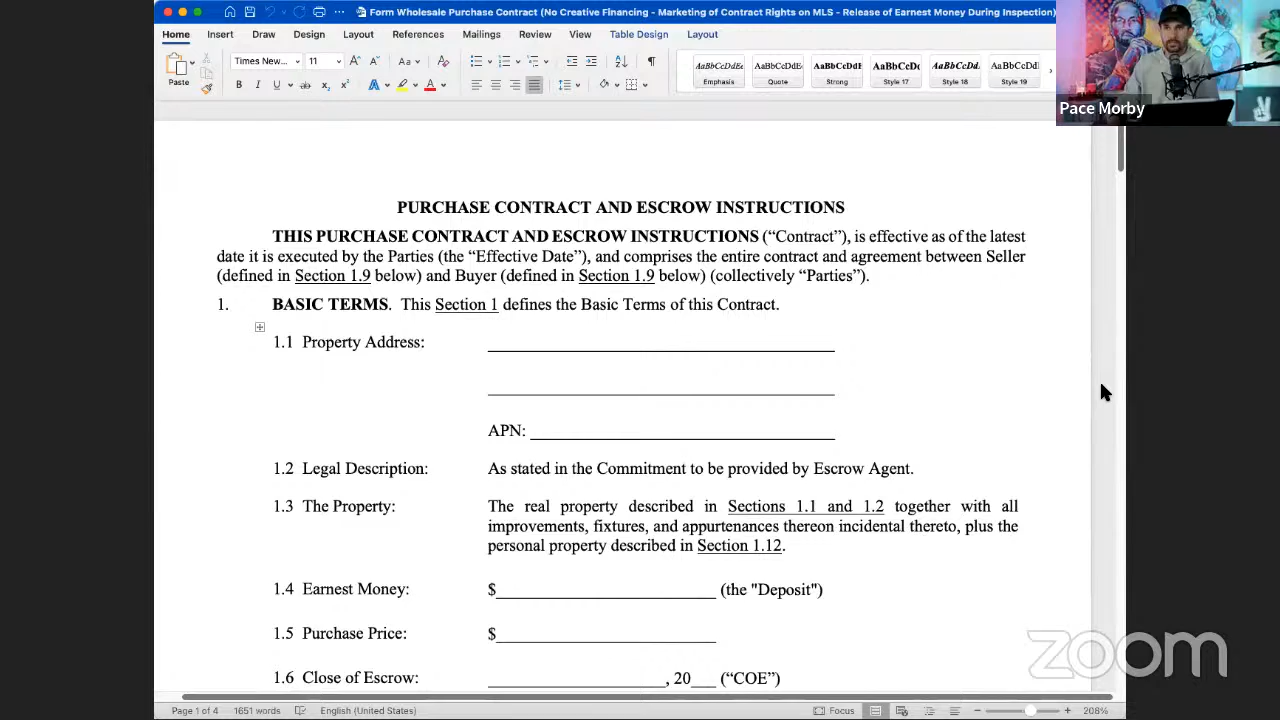 Form Wholesale Purchase Contract (No Creative Financing - Marketing of Contract Rights on MLS - Release of Earnest Money During Inspection)
Home Insert Draw Design Layout References Mailings Review View Table Design Layout
Paste
Times New... 11
Emphasis Quote Strong Style 17 Style 18 Style 19
Pace Morby
PURCHASE CONTRACT AND ESCROW INSTRUCTIONS
THIS PURCHASE CONTRACT AND ESCROW INSTRUCTIONS (“Contract”), is effective as of the latest
date it is executed by the Parties (the “Effective Date”), and comprises the entire contract and agreement between Seller
(defined in Section 1.9 below) and Buyer (defined in Section 1.9 below) (collectively “Parties”).
1. BASIC TERMS. This Section 1 defines the Basic Terms of this Contract.
1.1 Property Address:
APN:
1.2 Legal Description: As stated in the Commitment to be provided by Escrow Agent.
1.3 The Property: The real property described in Sections 1.1 and 1.2 together with all
improvements, fixtures, and appurtenances thereon incidental thereto, plus the
personal property described in Section 1.12.
1.4 Earnest Money: $__________ (the "Deposit")
1.5 Purchase Price: $__________
1.6 Close of Escrow: __________, 20___ (“COE”)
zoom
Page 1 of 4 1651 words English (United States) Focus 208%